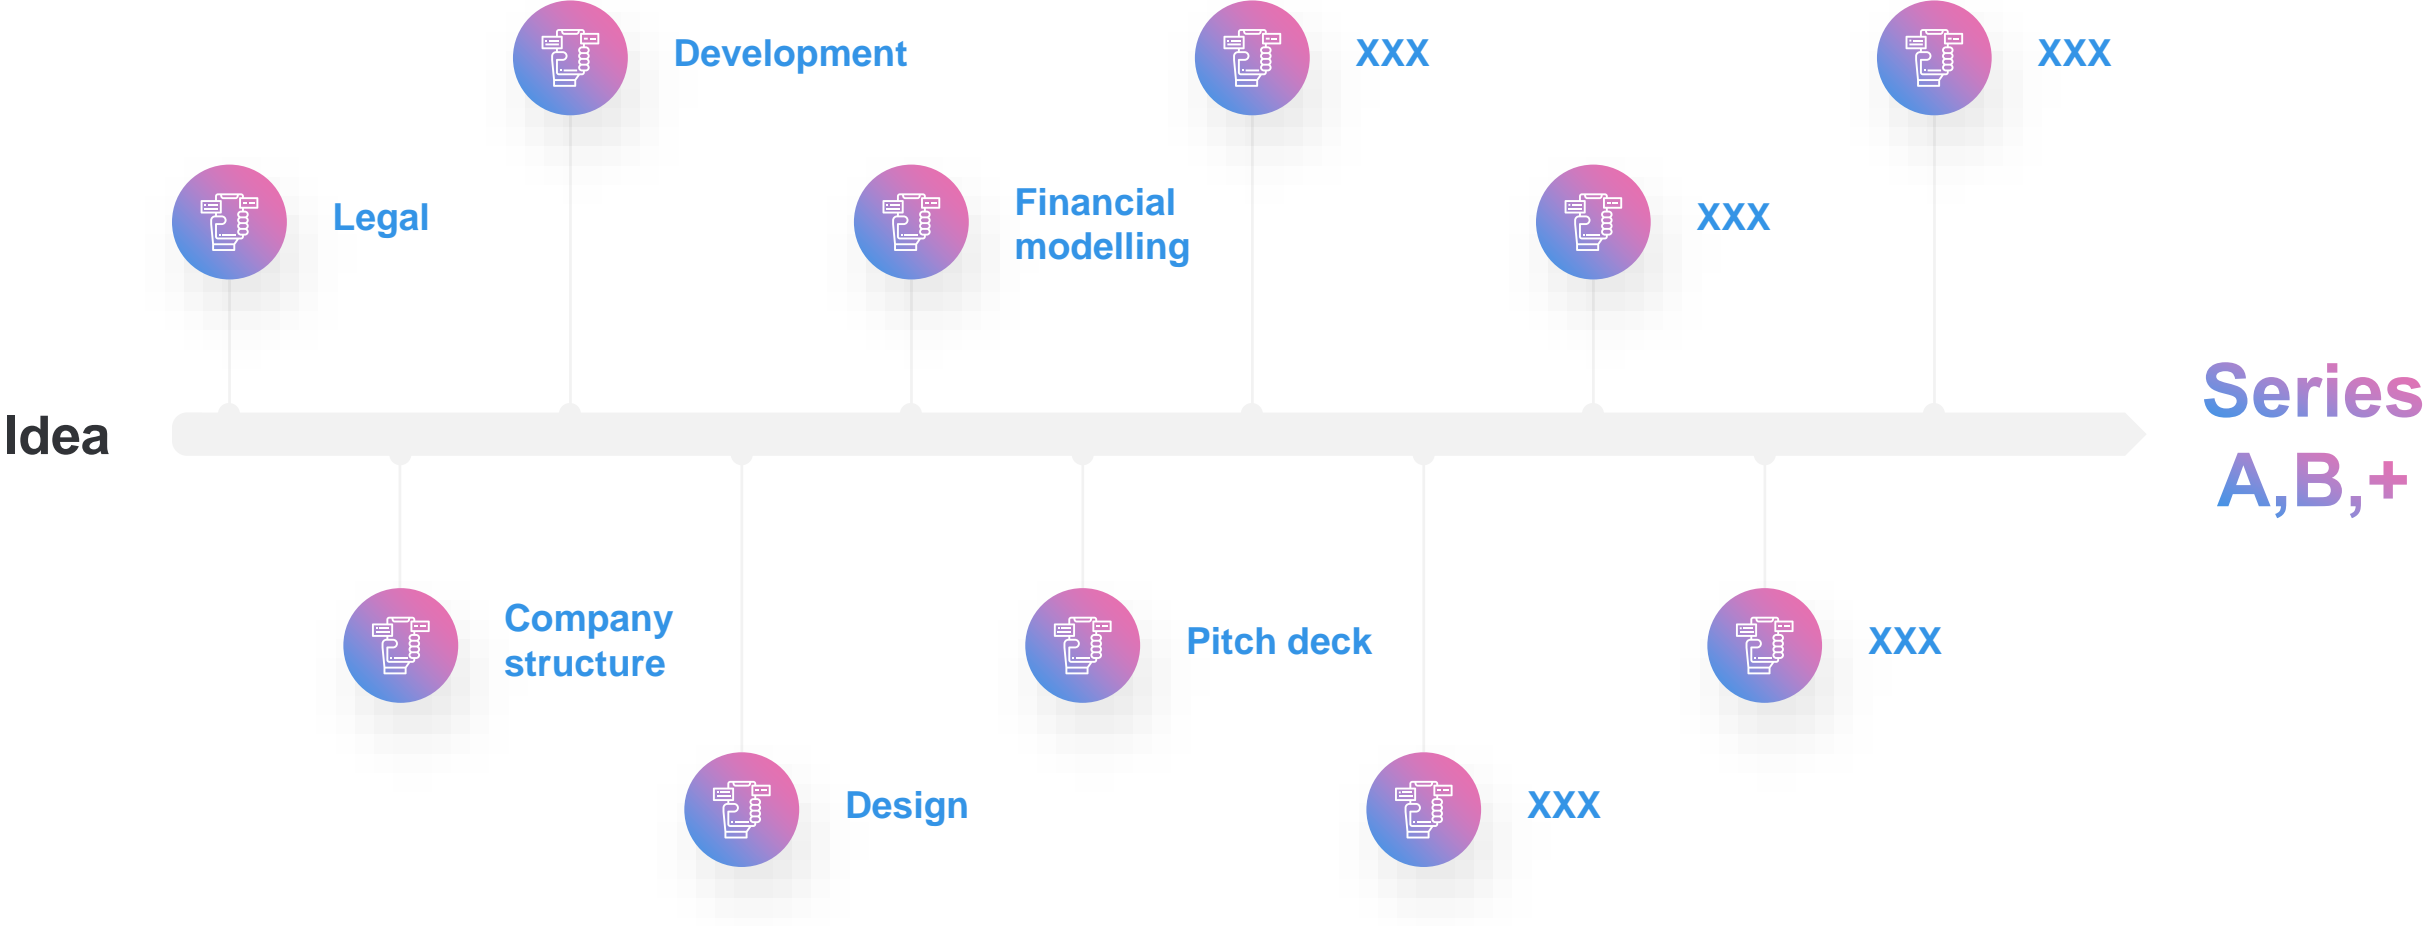 Development
XXX
XXX
Legal
Financial
modelling
XXX
Idea
Series
A,B,+
Company
structure
Pitch deck
XXX
Design
XXX